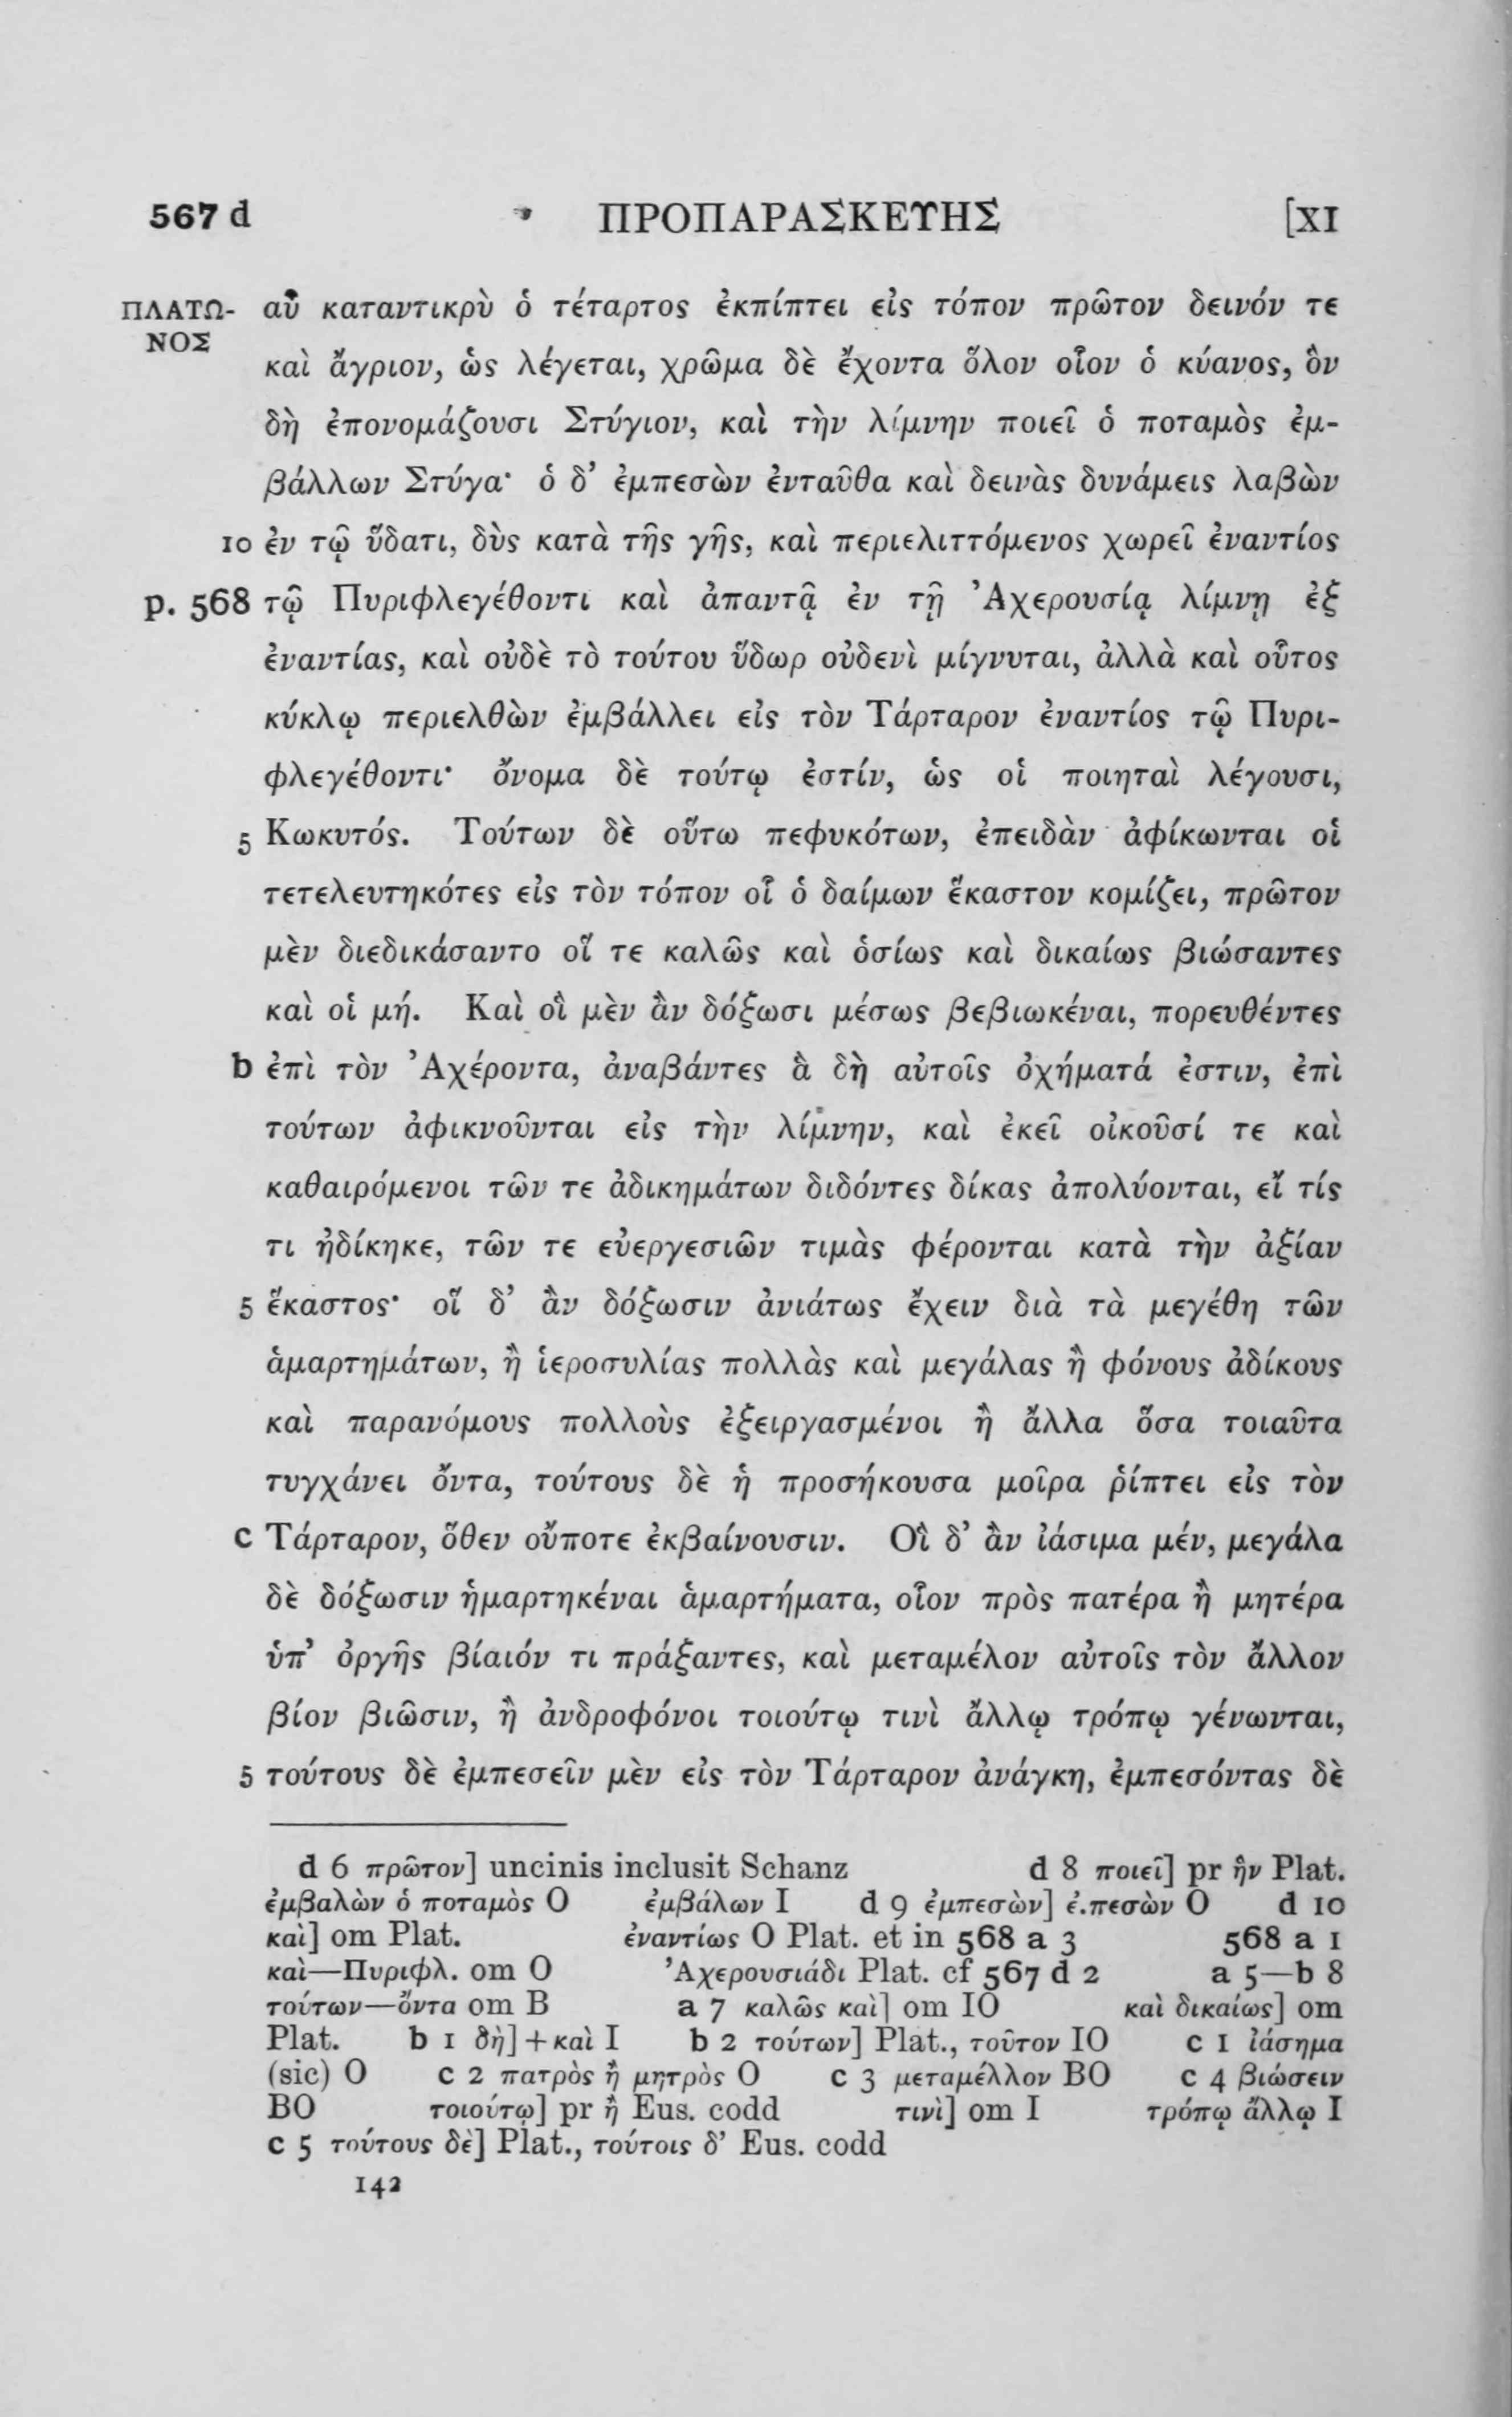 567 d ΠΡΟΠΑΡΑΣΚΕΥΗΣ [XI
ΠΛΑΤΩ- αὖ καταντικρὺ ὁ τέταρτος ἐκπίπτει εἰς τόπον πρῶτον δεινόν τε
ΝΟΣ
καὶ ἄγριον, ὡς λέγεται, χρῶμα δὲ ἔχοντα ὅλον οἷον ὁ κύανος, ὃν
δὴ ἐπονομάζουσι Στύγιον, καὶ τὴν λίμνην ποιεῖ ὁ ποταμὸς ἐμ-
βάλλων Στύγα· ὁ δ’ ἐμπεσὼν ἐνταῦθα καὶ δεινὰς δυνάμεις λαβὼν
10 ἐν τῷ ὕδατι, δὺς κατὰ τῆς γῆς, καὶ περιελιττόμενος χωρεῖ ἐναντίος
p. 568 τῷ Πυριφλεγέθοντι καὶ ἀπαντᾷ ἐν τῇ Ἀχερουσίᾳ λίμνῃ ἐξ
ἐναντίας, καὶ οὐδὲ τὸ τούτου ὕδωρ οὐδενὶ μίγνυται, ἀλλὰ καὶ οὗτος
κύκλῳ περιελθὼν ἐμβάλλει εἰς τὸν Τάρταρον ἐναντίος τῷ Πυρι-
φλεγέθοντι· ὄνομα δὲ τούτῳ ἐστίν, ὡς οἱ ποιηταὶ λέγουσι,
5 Κωκυτός. Τούτων δὲ οὕτω πεφυκότων, ἐπειδὰν ἀφίκωνται οἱ
τετελευτηκότες εἰς τὸν τόπον οἷ ὁ δαίμων ἕκαστον κομίζει, πρῶτον
μὲν διεδικάσαντο οἵ τε καλῶς καὶ ὁσίως καὶ δικαίως βιώσαντες
καὶ οἱ μή. Καὶ οἳ μὲν ἂν δόξωσι μέσως βεβιωκέναι, πορευθέντες
b ἐπὶ τὸν Ἀχέροντα, ἀναβάντες ἃ δὴ αὐτοῖς ὀχήματά ἐστιν, ἐπὶ
τούτων ἀφικνοῦνται εἰς τὴν λίμνην, καὶ ἐκεῖ οἰκοῦσί τε καὶ
καθαιρόμενοι τῶν τε ἀδικημάτων διδόντες δίκας ἀπολύονται, εἴ τίς
τι ἠδίκηκε, τῶν τε εὐεργεσιῶν τιμὰς φέρονται κατὰ τὴν ἀξίαν
5 ἕκαστος· οἵ δ’ ἂν δόξωσιν ἀνιάτως ἔχειν διὰ τὰ μεγέθη τῶν
ἁμαρτημάτων, ἢ ἱεροσυλίας πολλὰς καὶ μεγάλας ἢ φόνους ἀδίκους
καὶ παρανόμους πολλοὺς ἐξειργασμένοι ἢ ἄλλα ὅσα τοιαῦτα
τυγχάνει ὄντα, τούτους δὲ ἡ προσήκουσα μοῖρα ῥίπτει εἰς τὸν
c Τάρταρον, ὅθεν οὔποτε ἐκβαίνουσιν. Οἳ δ’ ἂν ἰάσιμα μέν, μεγάλα
δὲ δόξωσιν ἡμαρτηκέναι ἁμαρτήματα, οἷον πρὸς πατέρα ἢ μητέρα
ὑπ’ ὀργῆς βίαιόν τι πράξαντες, καὶ μεταμέλον αὐτοῖς τὸν ἄλλον
βίον βιῶσιν, ἢ ἀνδροφόνοι τοιούτῳ τινὶ ἄλλῳ τρόπῳ γένωνται,
5 τούτους δὲ ἐμπεσεῖν μὲν εἰς τὸν Τάρταρον ἀνάγκη, ἐμπεσόντας δὲ
d 6 πρῶτον] uncinis inclusit Schanz d 8 ποιεῖ] pr ἣν Plat.
ἐμβαλὼν ὁ ποταμὸς O ἐμβάλων I d 9 ἐμπεσὼν] ἐ.πεσὼν O d 10
καὶ] om Plat. ἐναντίως O Plat. et in 568 a 3 568 a 1
καὶ—Πυριφλ. om O Ἀχερουσιάδι Plat. cf 567 d 2 a 5—b 8
τούτων—ὄντα om B a 7 καλῶς καὶ] om IO καὶ δικαίως] om
Plat. b 1 δὴ]+καὶ I b 2 τούτων] Plat., τοῦτον IO c 1 ἰάσημα
(sic) O c 2 πατρὸς ἢ μητρὸς O c 3 μεταμέλλον BO c 4 βιώσειν
BO τοιούτῳ] pr ἢ Eus. codd τινὶ] om I τρόπῳ ἄλλῳ I
c 5 τούτους δὲ] Plat., τούτοις δ’ Eus. codd
142